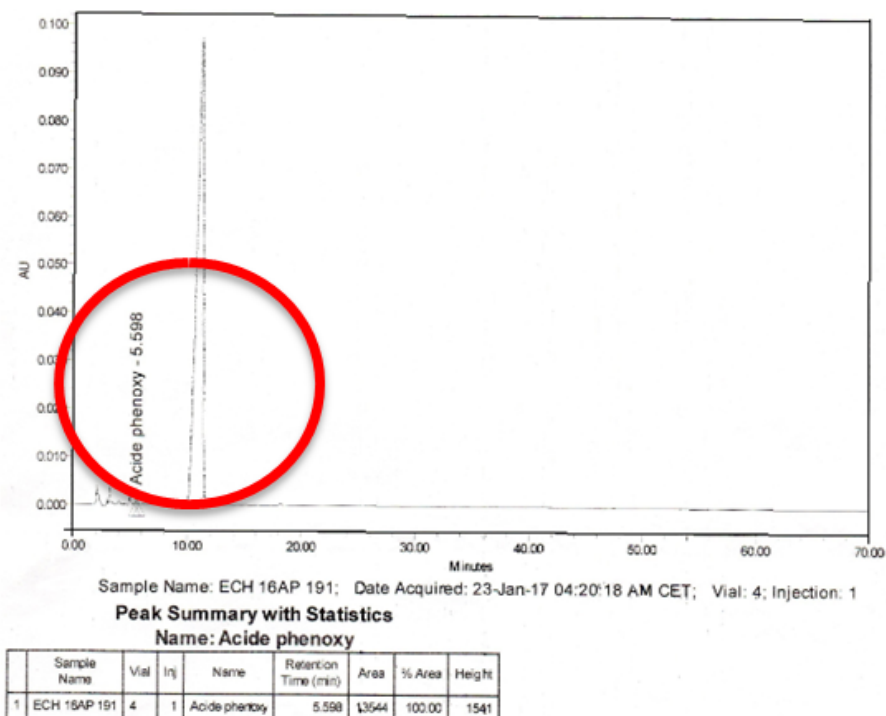 0.100
0.090
0.080
0.070
0.060
0.050
0.040
0.010
0.000
AU
Acide phenoxy - 5.598
0.00 10.00 20.00 30.00 40.00 50.00 60.00 70.00
Minutes
Sample Name: ECH 16AP 191; Date Acquired: 23-Jan-17 04:20:18 AM CET; Vial: 4; Injection: 1
Peak Summary with Statistics
Name: Acide phenoxy
Sample Name Vial Inj Name Retention Time (min) Area % Area Height
1 ECH 16AP 191 4 1 Acide phenoxy 5.598 13544 100.00 1541